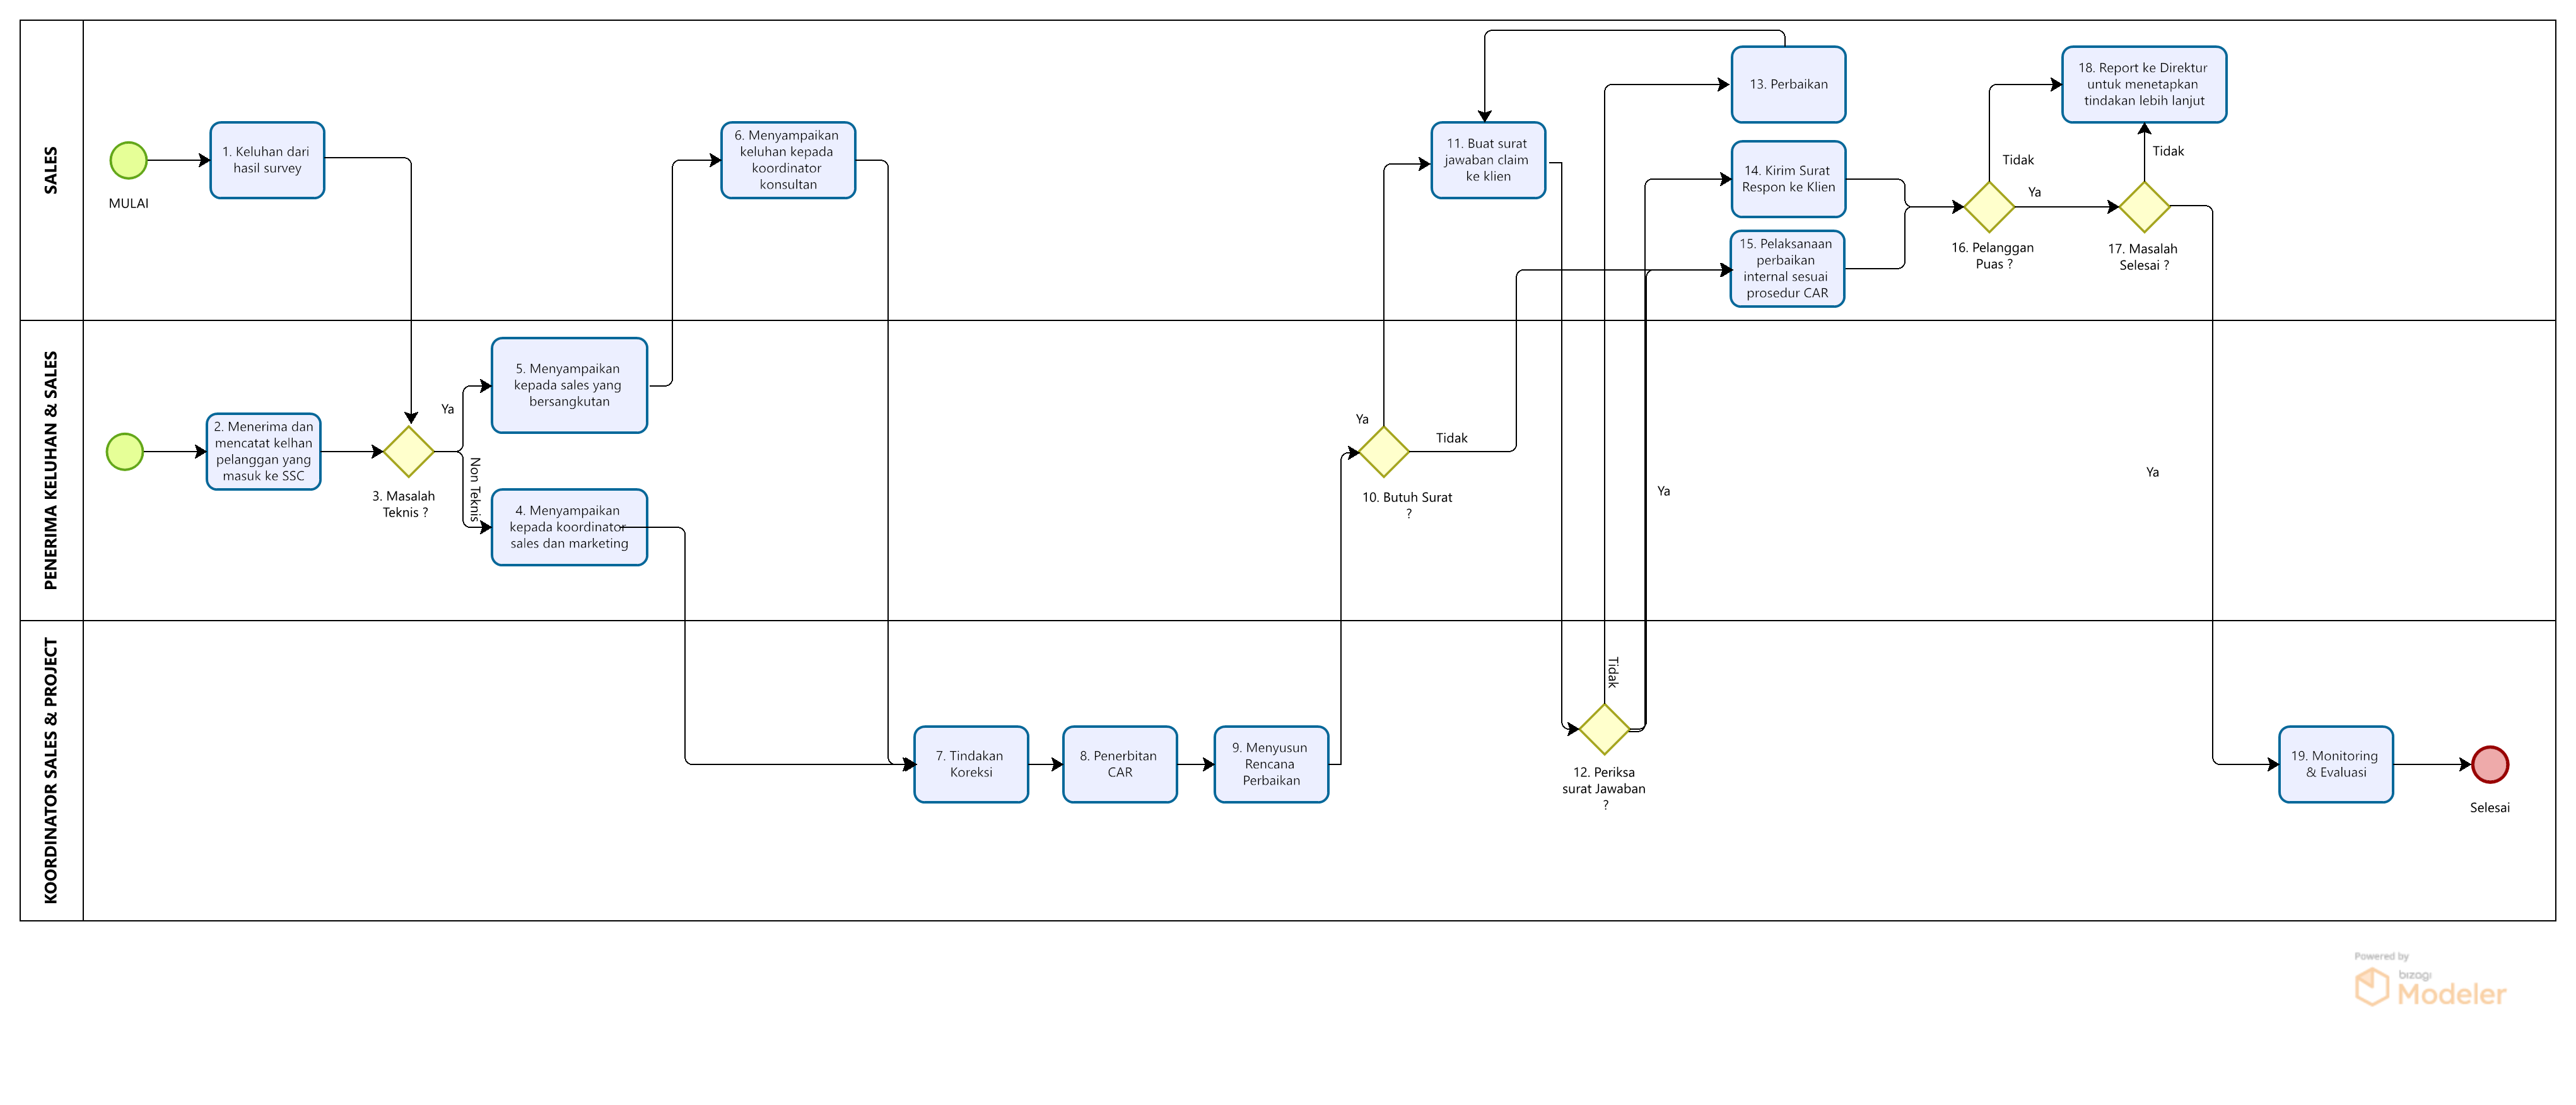 SALES
MULAI
1. Keluhan dari
hasil survey
6. Menyampaikan
keluhan kepada
koordinator
konsultan
11. Buat surat
jawaban claim
ke klien
13. Perbaikan
14. Kirim Surat
Respon ke Klien
15. Pelaksanaan
perbaikan
internal sesuai
prosedur CAR
Tidak
Ya
16. Pelanggan
Puas ?
18. Report ke Direktur
untuk menetapkan
tindakan lebih lanjut
Tidak
17. Masalah
Selesai ?
PENERIMA KELUHAN & SALES
2. Menerima dan
mencatat kelhan
pelanggan yang
masuk ke SSC
3. Masalah
Teknis ?
Ya
Non Teknis
5. Menyampaikan
kepada sales yang
bersangkutan
4. Menyampaikan
kepada koordinator
sales dan marketing
Ya
Tidak
10. Butuh Surat
?
Ya
Ya
KOORDINATOR SALES & PROJECT
7. Tindakan
Koreksi
8. Penerbitan
CAR
9. Menyusun
Rencana
Perbaikan
Tidak
12. Periksa
surat Jawaban
?
19. Monitoring
& Evaluasi
Selesai
Powered by
bizagi
Modeler